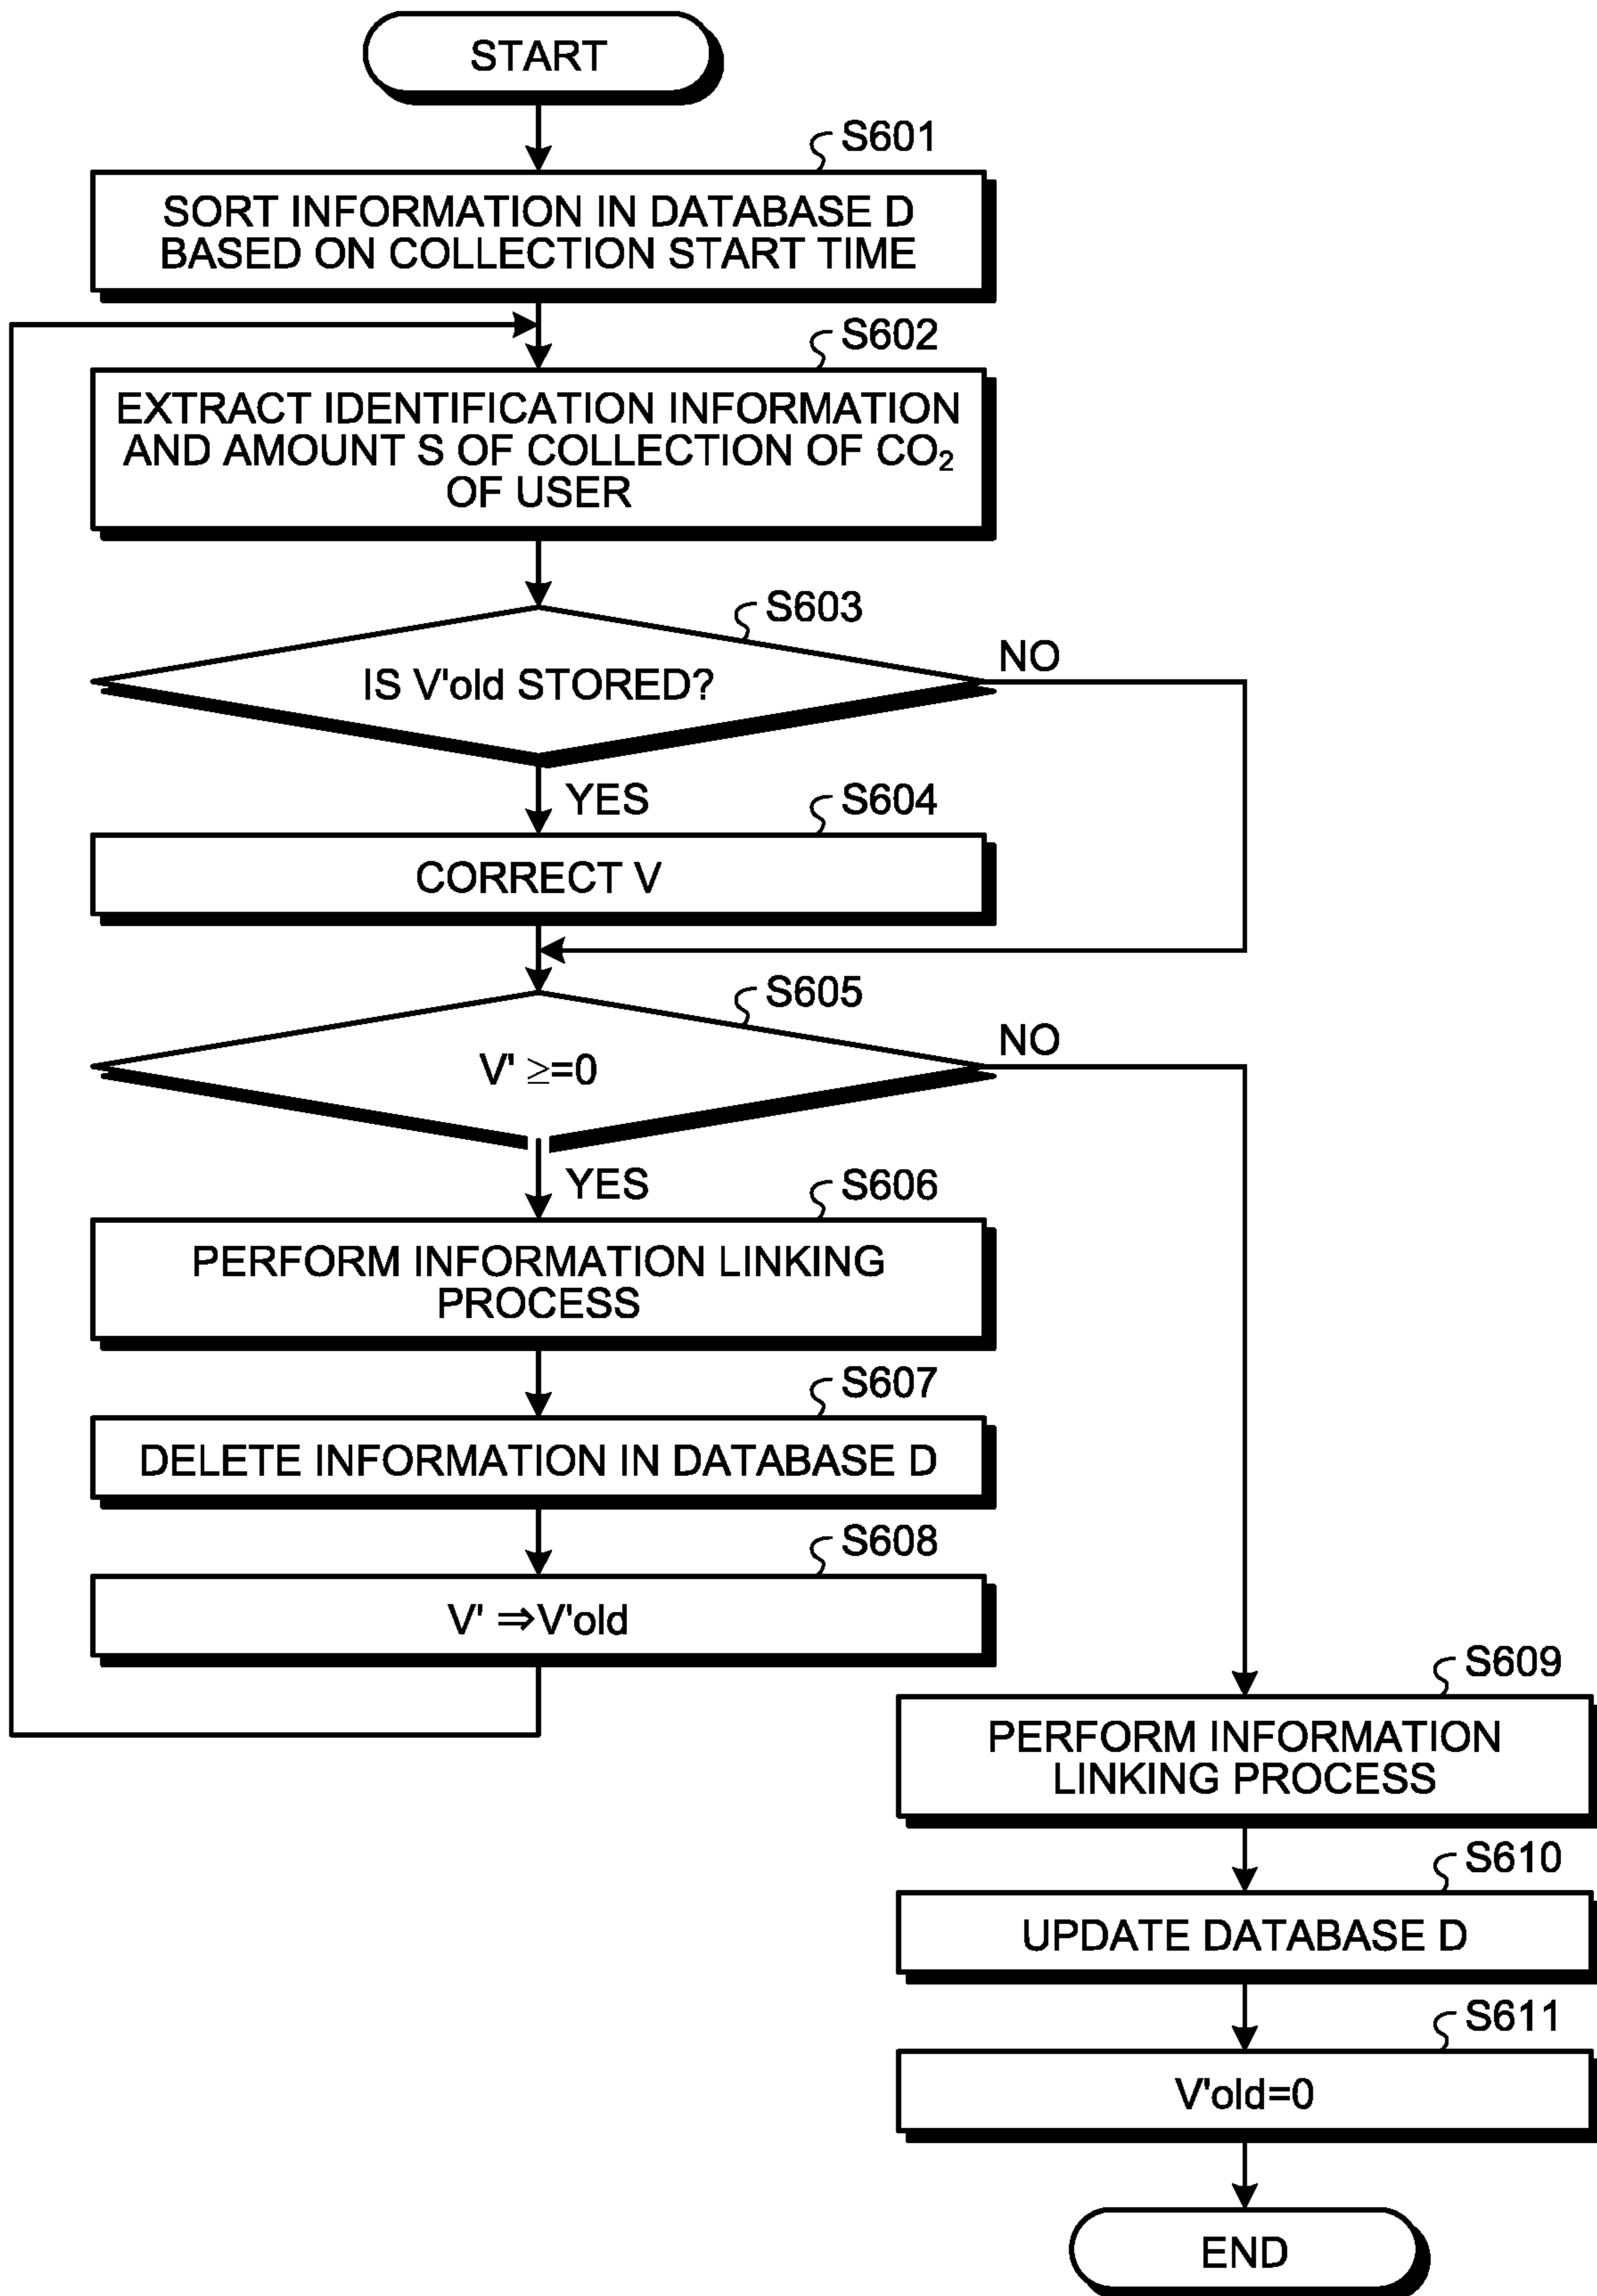 START
S601
SORT INFORMATION IN DATABASE D
BASED ON COLLECTION START TIME
S602
EXTRACT IDENTIFICATION INFORMATION
AND AMOUNT S OF COLLECTION OF CO₂
OF USER
S603
IS V'old STORED?
NO
YES
S604
CORRECT V
S605
V' ≥=0
NO
YES
S606
PERFORM INFORMATION LINKING
PROCESS
S607
DELETE INFORMATION IN DATABASE D
S608
V' ⇒V'old
S609
PERFORM INFORMATION
LINKING PROCESS
S610
UPDATE DATABASE D
S611
V'old=0
END